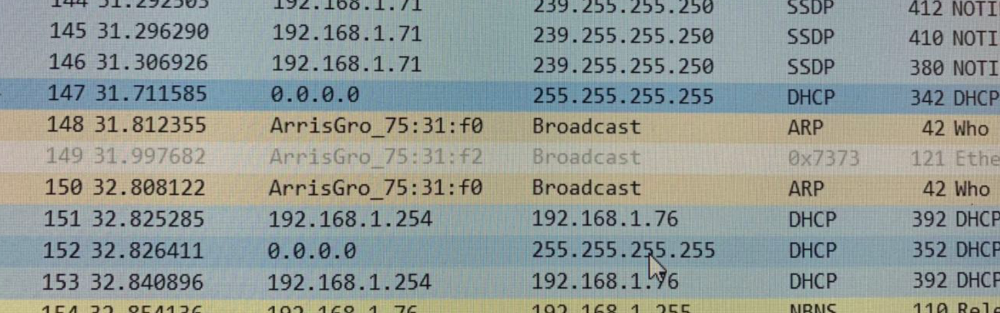 144 31.292503 192.168.1.71 239.255.255.250 SSDP 412 NOTI
145 31.296290 192.168.1.71 239.255.255.250 SSDP 410 NOTI
146 31.306926 192.168.1.71 239.255.255.250 SSDP 380 NOTI
147 31.711585 0.0.0.0 255.255.255.255 DHCP 342 DHCP
148 31.812355 ArrisGro_75:31:f0 Broadcast ARP 42 Who
149 31.997682 ArrisGro_75:31:f2 Broadcast 0x7373 121 Ethe
150 32.808122 ArrisGro_75:31:f0 Broadcast ARP 42 Who
151 32.825285 192.168.1.254 192.168.1.76 DHCP 392 DHCP
152 32.826411 0.0.0.0 255.255.255.255 DHCP 352 DHCP
153 32.840896 192.168.1.254 192.168.1.76 DHCP 392 DHCP
154 32.854136 192.168.1.76 192.168.1.255 NBNS 110 Rele